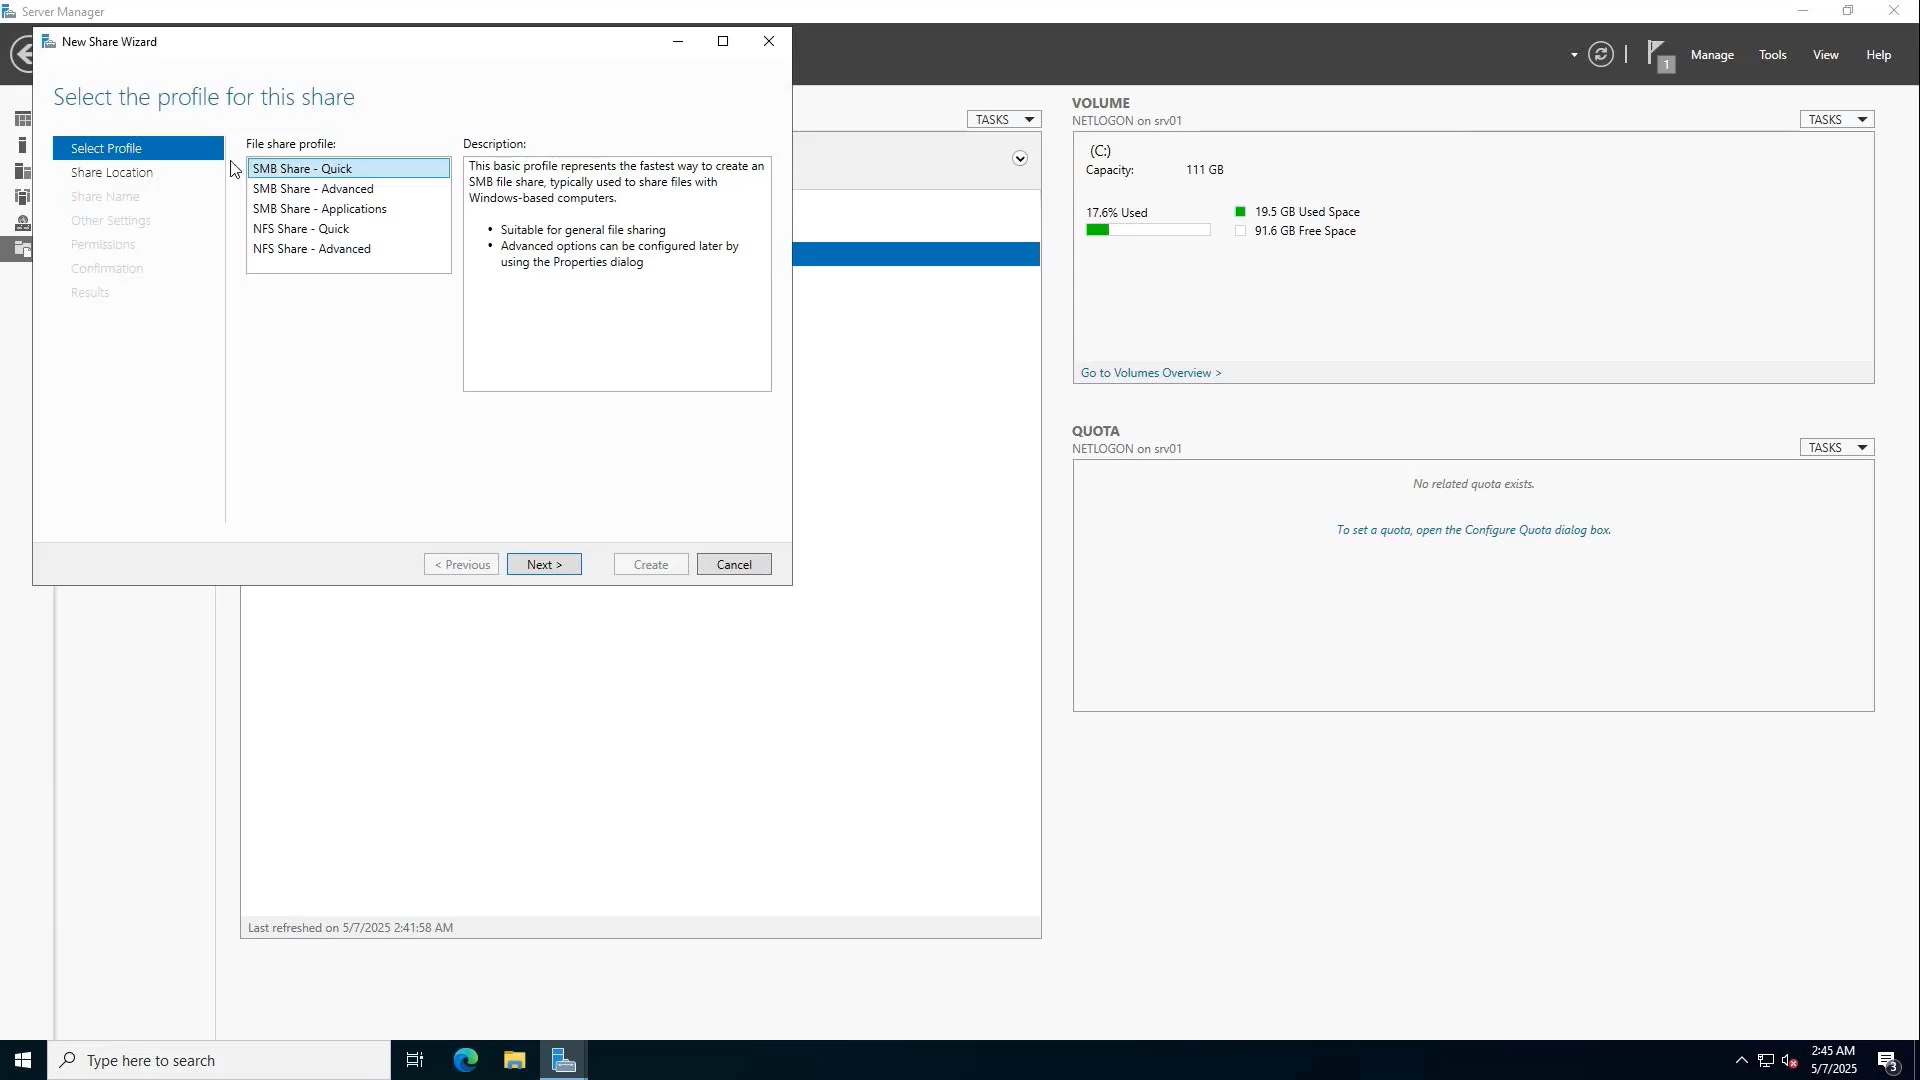 Server Manager
New Share Wizard
1
Manage
Tools
View
Help
Select the profile for this share
Select Profile
Share Location
Share Name
Other Settings
Permissions
Confirmation
Results
File share profile:
SMB Share - Quick
SMB Share - Advanced
SMB Share - Applications
NFS Share - Quick
NFS Share - Advanced
Description:
This basic profile represents the fastest way to create an
SMB file share, typically used to share files with
Windows-based computers.
• Suitable for general file sharing
• Advanced options can be configured later by
using the Properties dialog
< Previous
Next >
Create
Cancel
TASKS
VOLUME
NETLOGON on srv01
TASKS
(C:)
Capacity: 111 GB
17.6% Used
19.5 GB Used Space
91.6 GB Free Space
Go to Volumes Overview >
QUOTA
NETLOGON on srv01
TASKS
No related quota exists.
To set a quota, open the Configure Quota dialog box.
Last refreshed on 5/7/2025 2:41:58 AM
Type here to search
2:45 AM
5/7/2025
3